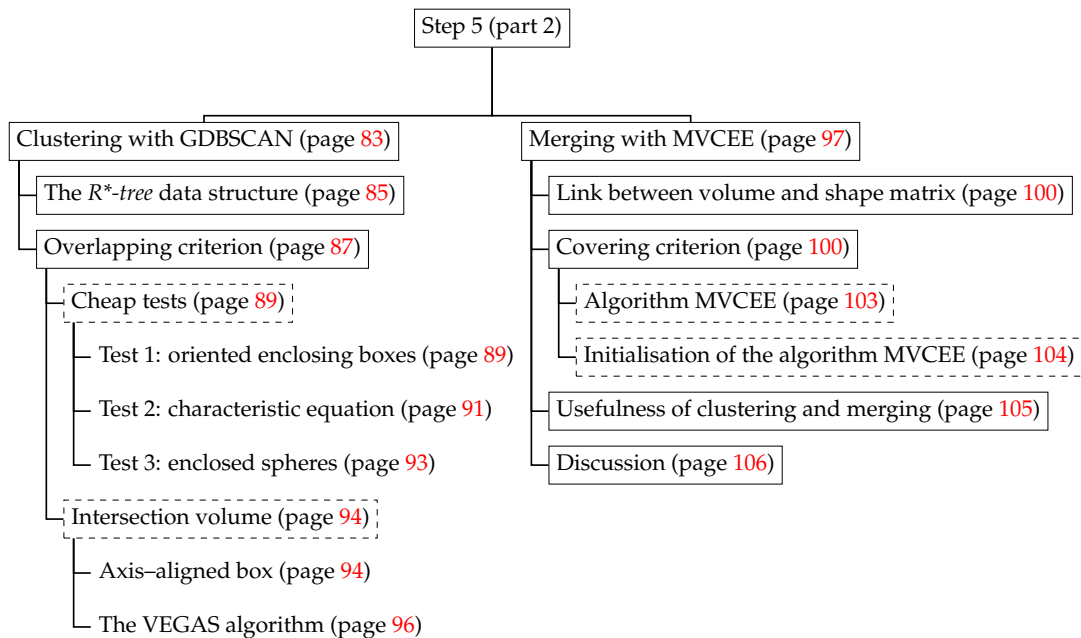 Step 5 (part 2)
Clustering with GDBSCAN (page 83)
The R*-tree data structure (page 85)
Overlapping criterion (page 87)
Cheap tests (page 89)
Test 1: oriented enclosing boxes (page 89)
Test 2: characteristic equation (page 91)
Test 3: enclosed spheres (page 93)
Intersection volume (page 94)
Axis–aligned box (page 94)
The VEGAS algorithm (page 96)
Merging with MVCEE (page 97)
Link between volume and shape matrix (page 100)
Covering criterion (page 100)
Algorithm MVCEE (page 103)
Initialisation of the algorithm MVCEE (page 104)
Usefulness of clustering and merging (page 105)
Discussion (page 106)